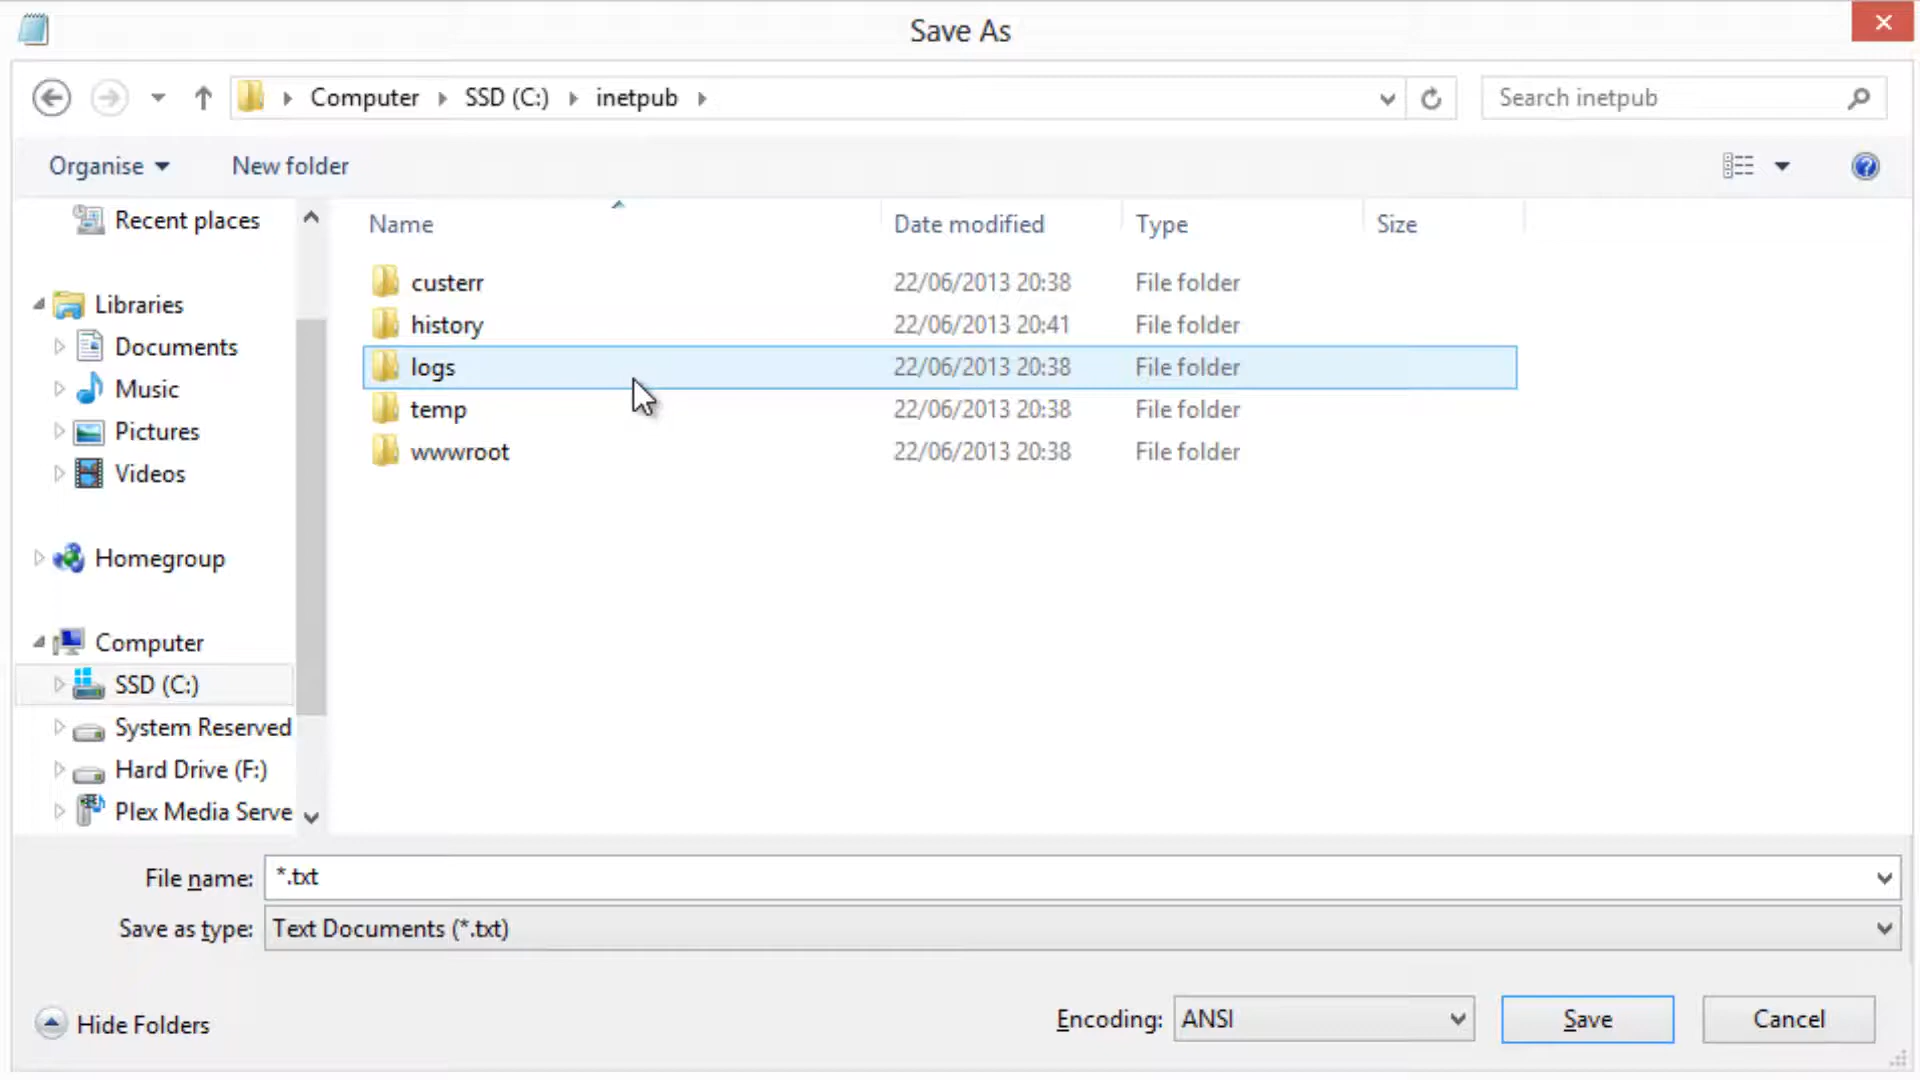 Save As
Computer SSD (C:) inetpub
Search inetpub
Organise New folder
Name Date modified Type Size
custerr 22/06/2013 20:38 File folder
history 22/06/2013 20:41 File folder
logs 22/06/2013 20:38 File folder
temp 22/06/2013 20:38 File folder
wwwroot 22/06/2013 20:38 File folder
Recent places
Libraries
Documents
Music
Pictures
Videos
Homegroup
Computer
SSD (C:)
System Reserved
Hard Drive (F:)
Plex Media Serve
File name: *.txt
Save as type: Text Documents (*.txt)
Hide Folders
Encoding: ANSI
Save
Cancel